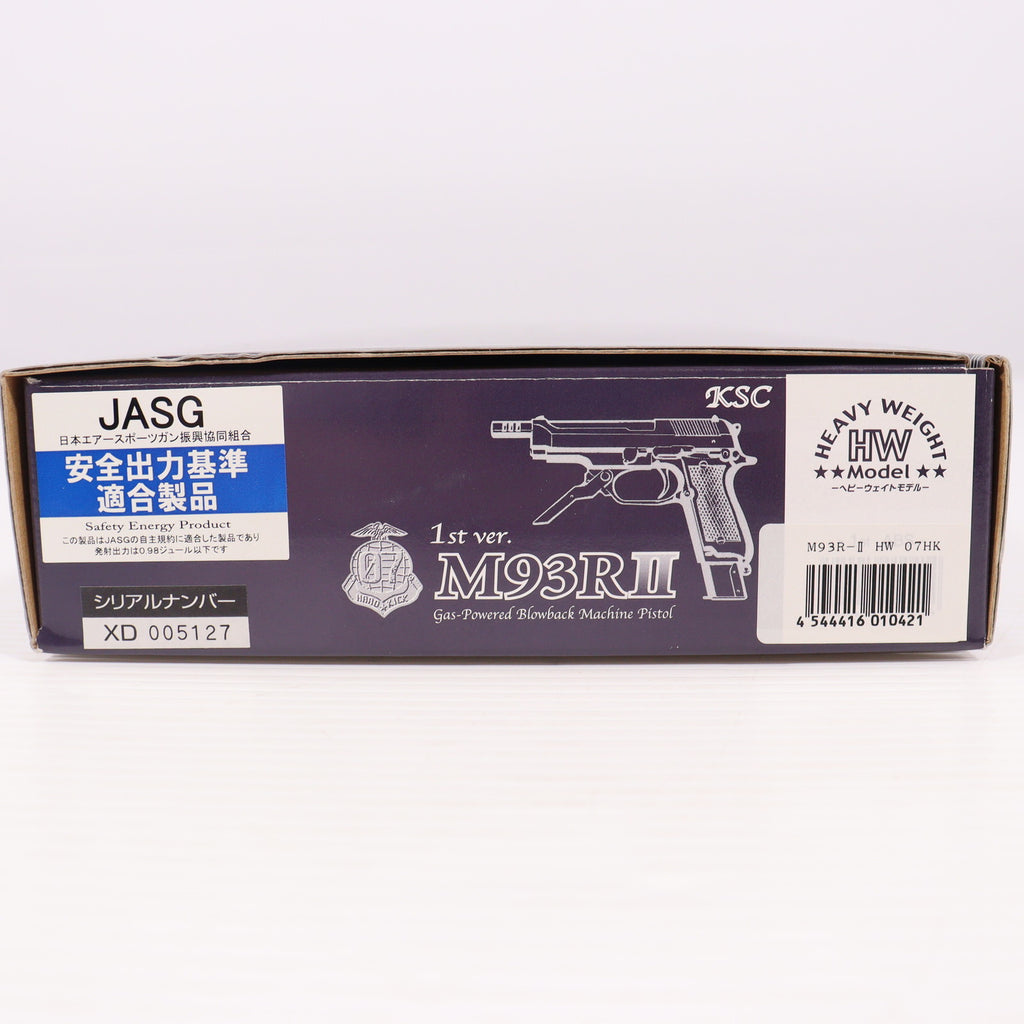 JASG
日本エアースポーツガン振興協同組合
安全出力基準
適合製品
Safety Energy Product
この製品はJASGの自主規約に適合した製品であり
発射出力は0.98ジュール以下です
シリアルナンバー
XD 005127
07
HARD★KICK
1st ver.
M93RⅡ
Gas-Powered Blowback Machine Pistol
KSC
HEAVY WEIGHT
HW
★★Model★★
−ヘビーウェイトモデル−
M93R-Ⅱ HW 07HK
4 544416 010421